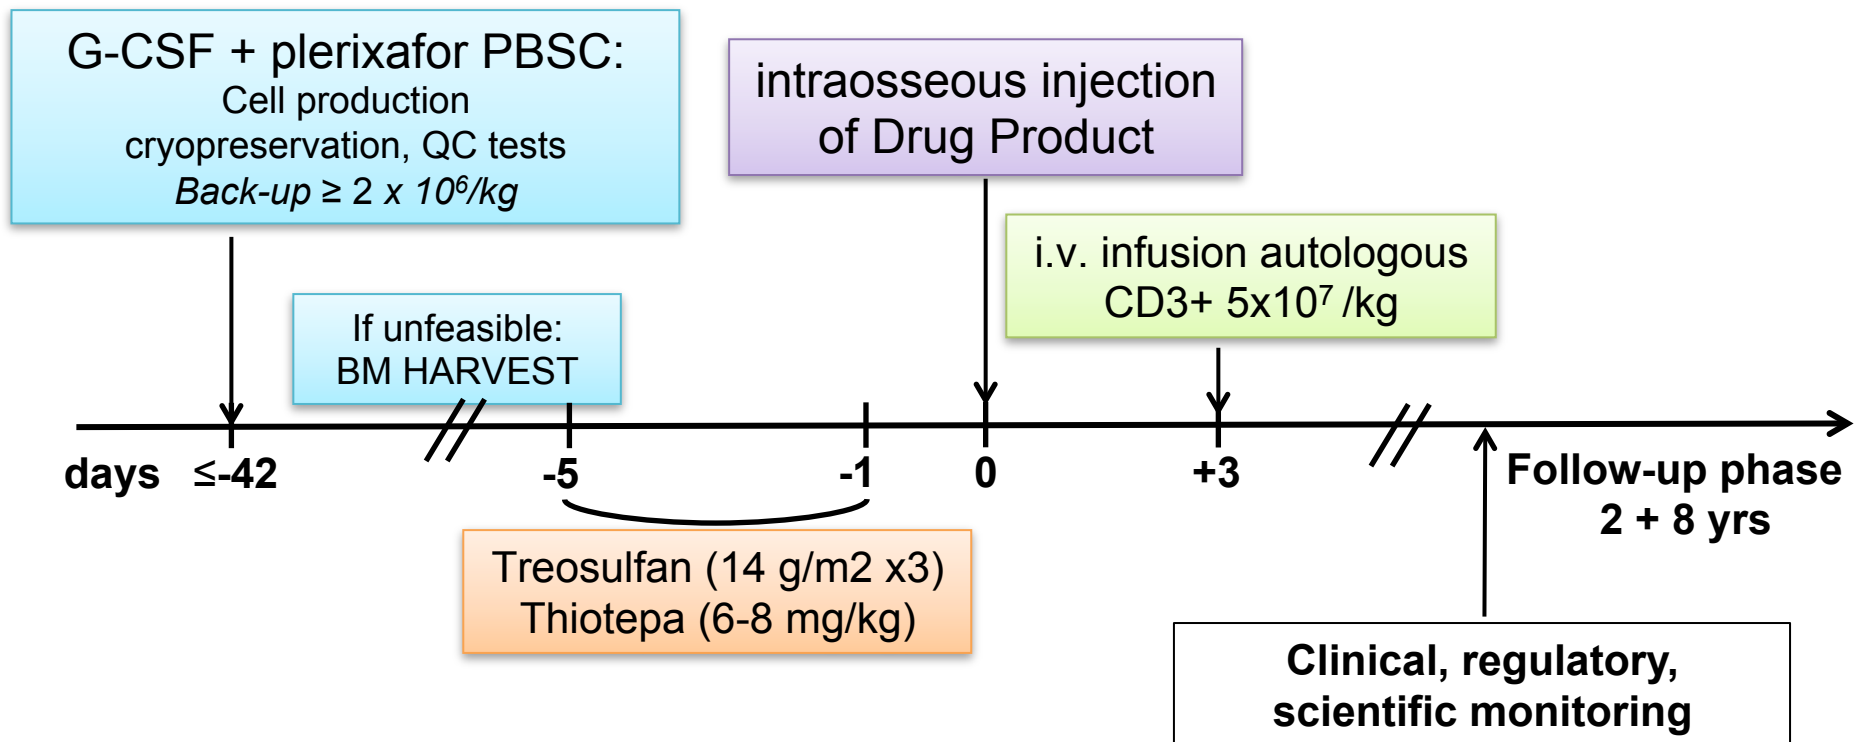 G-CSF + plerixafor PBSC:
Cell production
cryopreservation, QC tests
Back-up ≥ 2 x 10⁶/kg
If unfeasible:
BM HARVEST
intraosseous injection
of Drug Product
i.v. infusion autologous
CD3+ 5x10⁷ /kg
days ≤-42 -5 -1 0 +3
Follow-up phase
2 + 8 yrs
Treosulfan (14 g/m2 x3)
Thiotepa (6-8 mg/kg)
Clinical, regulatory,
scientific monitoring